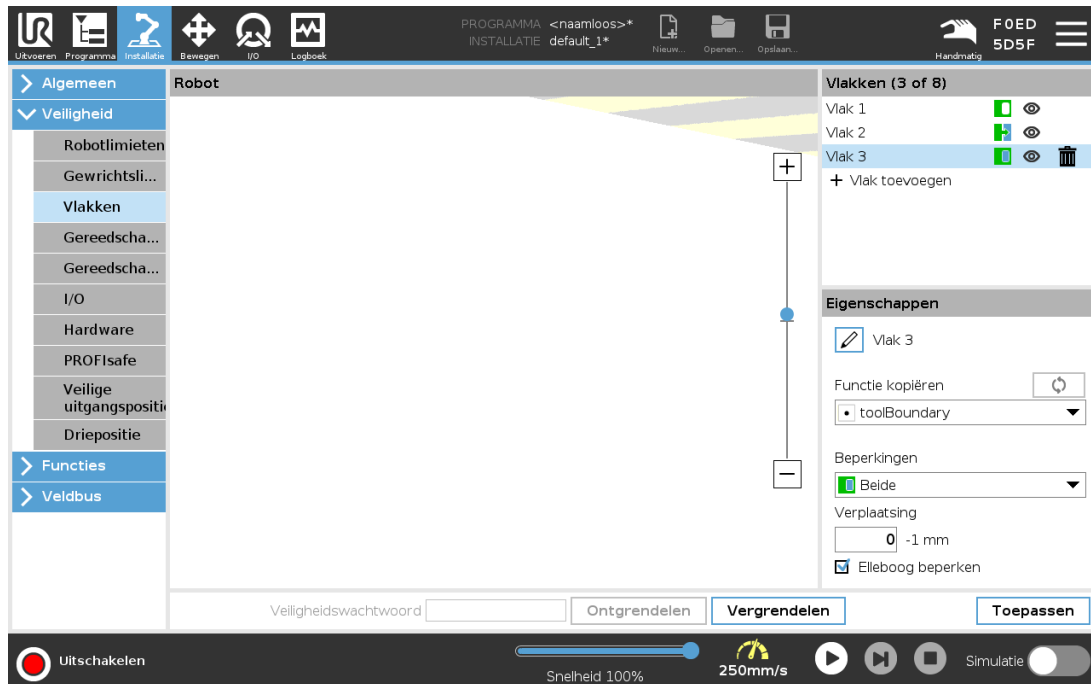 PROGRAMMA <naamloos>*
INSTALLATIE default_1*
Nieuw... Openen... Opslaan...
Handmatig
F0ED
5D5F
Uitvoeren Programma Installatie Bewegen I/O Logboek
Algemeen
Veiligheid
Robotlimieten
Gewrichtsli...
Vlakken
Gereedscha...
Gereedscha...
I/O
Hardware
PROFIsafe
Veilige
uitgangspositi
Driepositie
Functies
Veldbus
Robot
Vlakken (3 of 8)
Vlak 1
Vlak 2
Vlak 3
+ Vlak toevoegen
Eigenschappen
Vlak 3
Functie kopiëren
toolBoundary
Beperkingen
Beide
Verplaatsing
0 -1 mm
Elleboog beperken
Veiligheidswachtwoord Ontgrendelen Vergrendelen Toepassen
Uitschakelen
Snelheid 100%
250mm/s
Simulatie